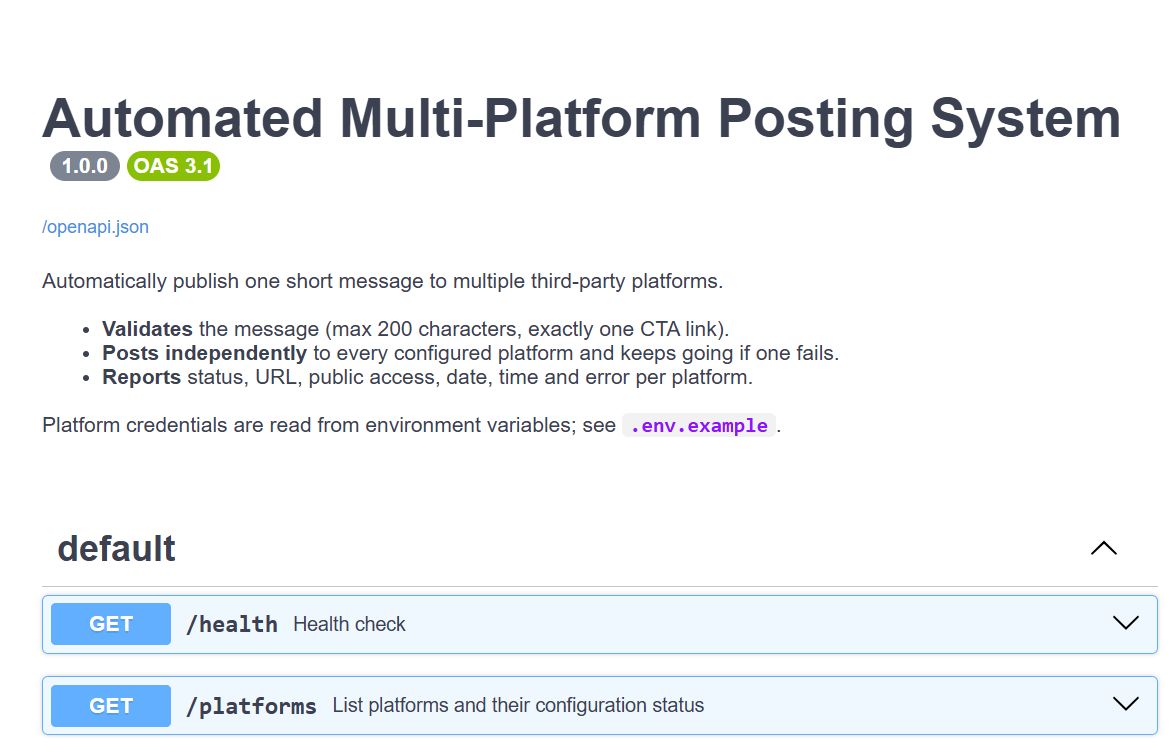 Automated Multi-Platform Posting System
1.0.0 OAS 3.1
/openapi.json
Automatically publish one short message to multiple third-party platforms.
Validates the message (max 200 characters, exactly one CTA link).
Posts independently to every configured platform and keeps going if one fails.
Reports status, URL, public access, date, time and error per platform.
Platform credentials are read from environment variables; see .env.example.
default
GET /health Health check
GET /platforms List platforms and their configuration status